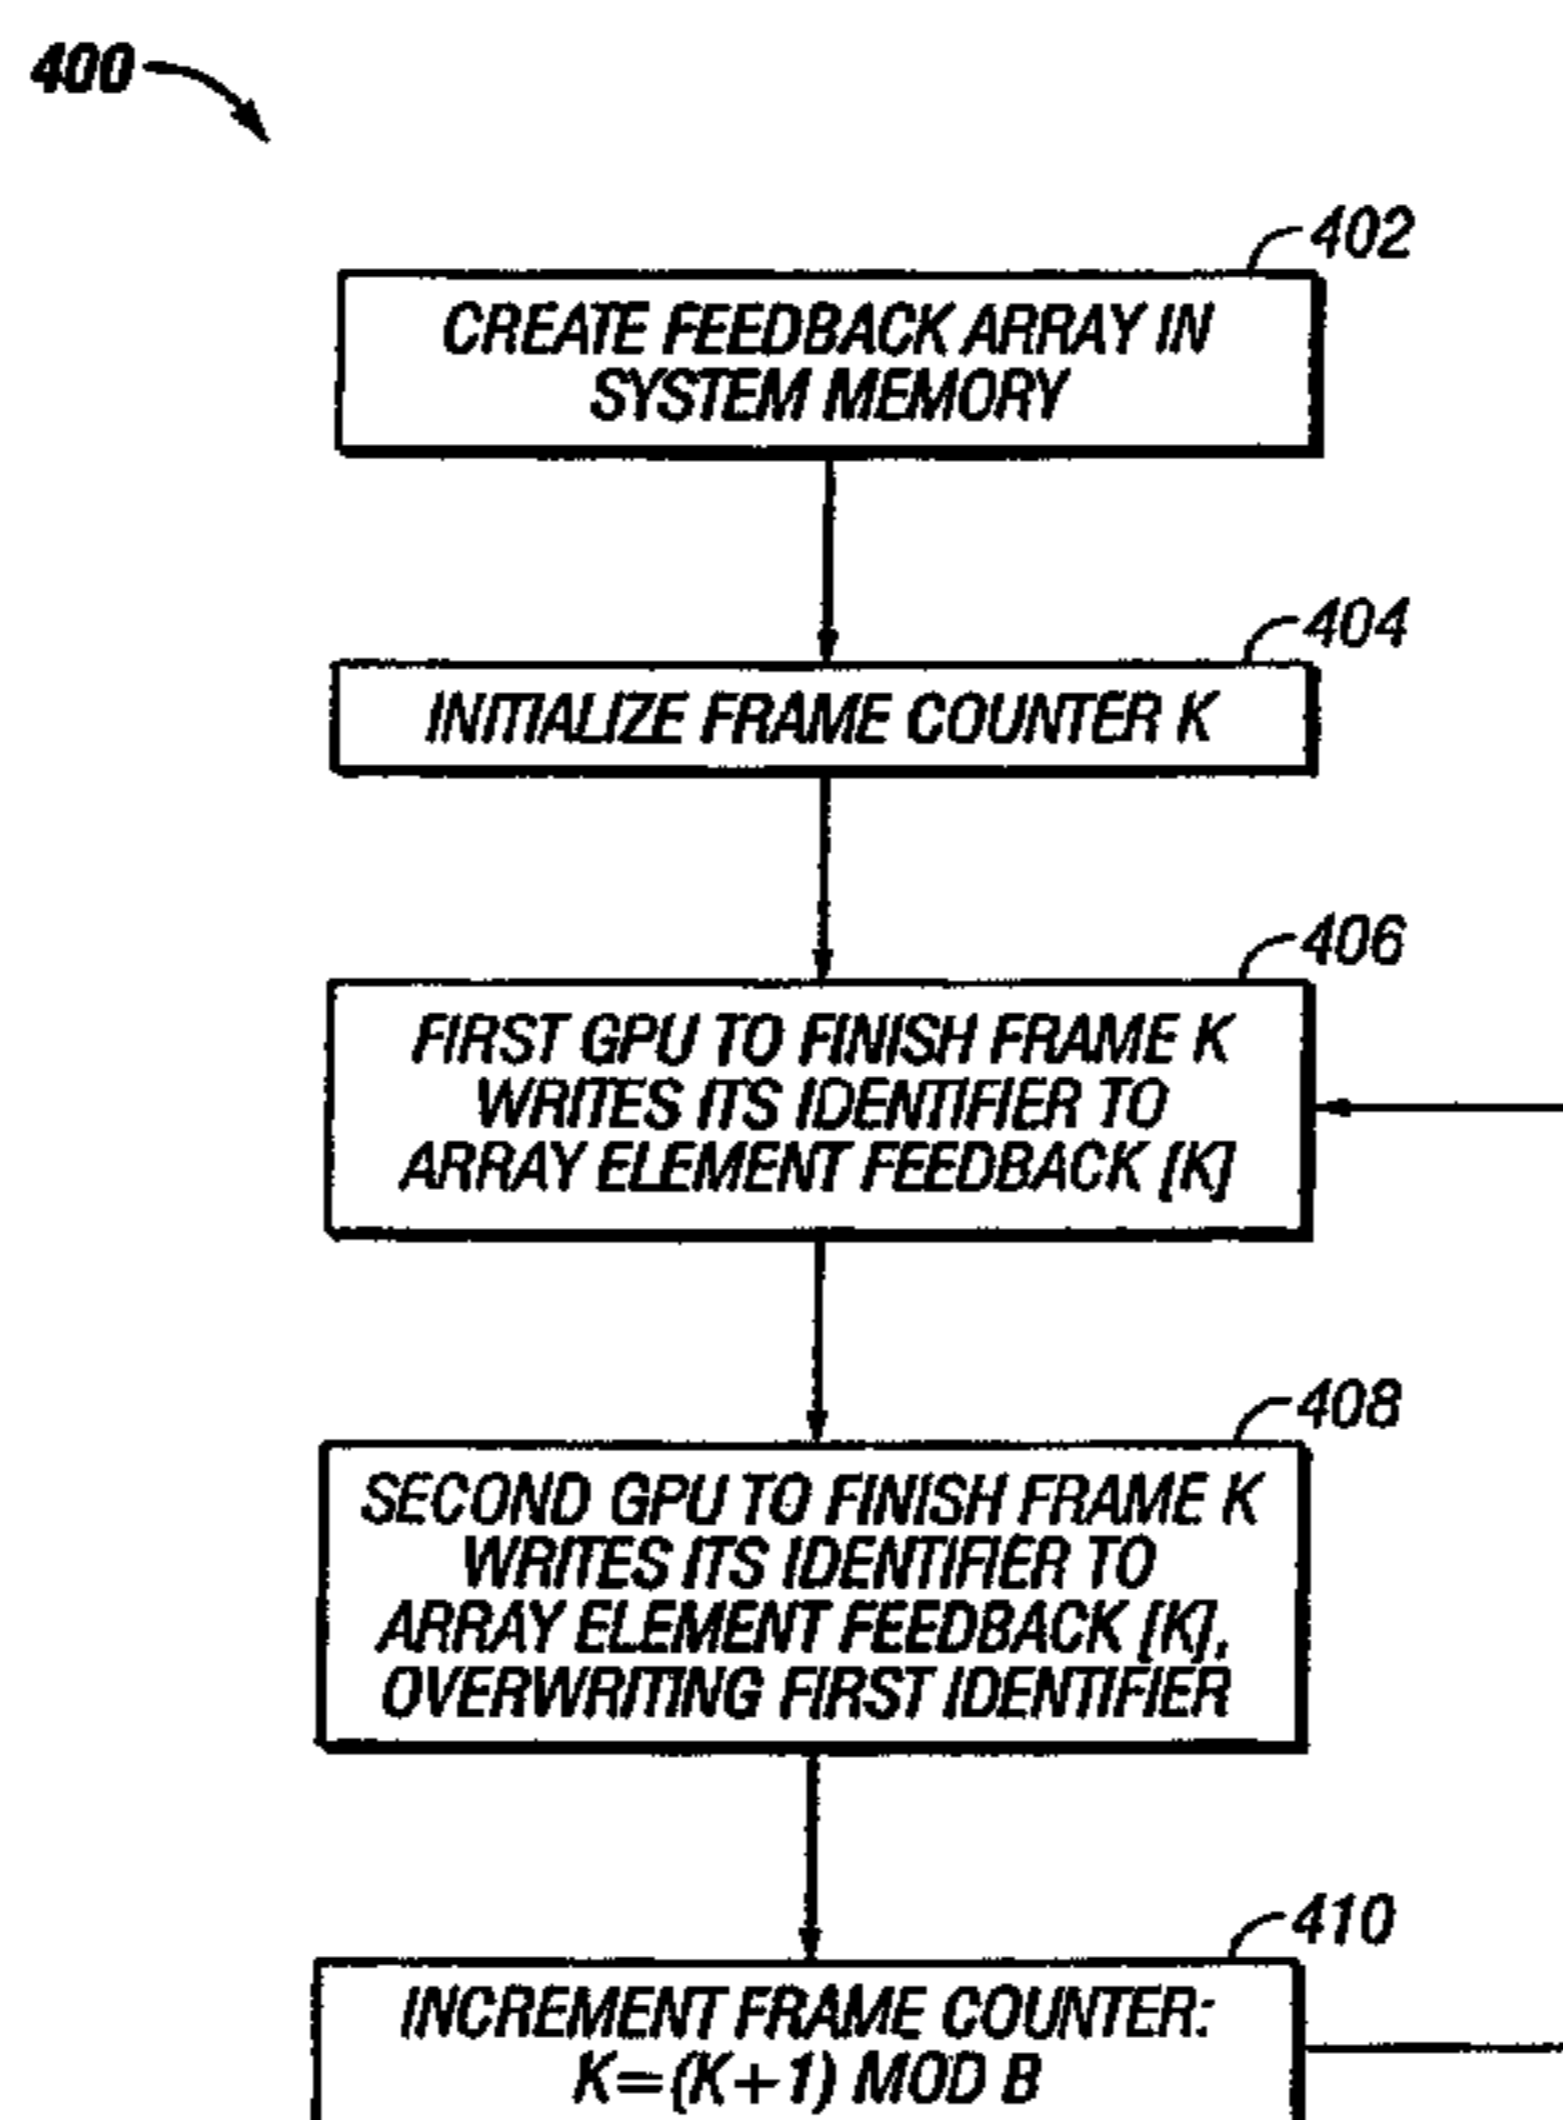 400
402
CREATE FEEDBACK ARRAY IN
SYSTEM MEMORY
404
INITIALIZE FRAME COUNTER K
406
FIRST GPU TO FINISH FRAME K
WRITES ITS IDENTIFIER TO
ARRAY ELEMENT FEEDBACK [K]
408
SECOND GPU TO FINISH FRAME K
WRITES ITS IDENTIFIER TO
ARRAY ELEMENT FEEDBACK [K],
OVERWRITING FIRST IDENTIFIER
410
INCREMENT FRAME COUNTER:
K=(K+1) MOD B